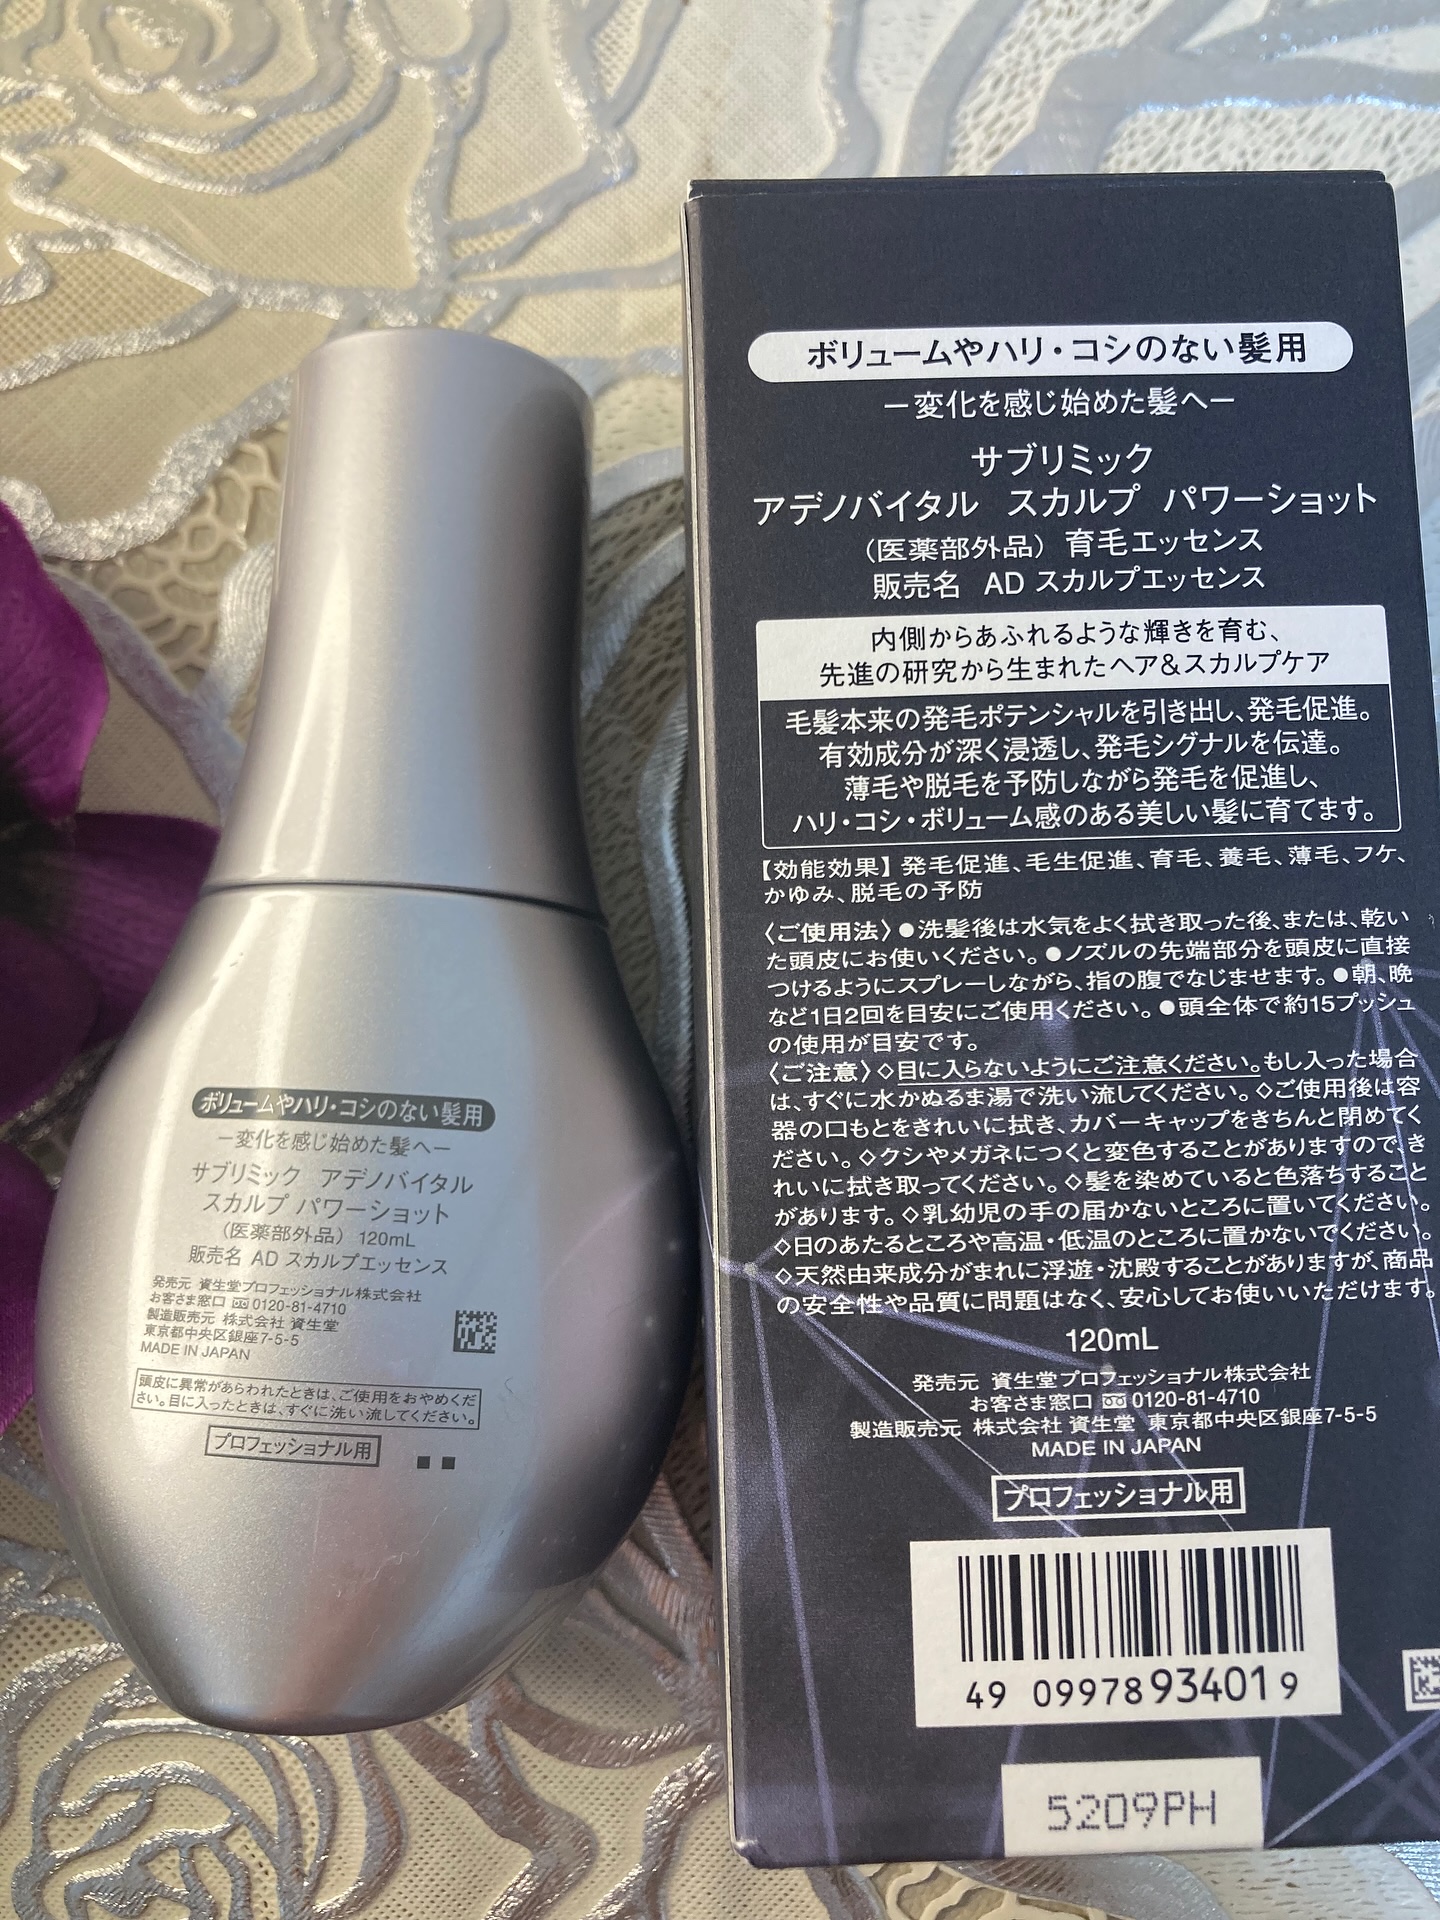 ボリュームやハリ・コシのない髪用
ー変化を感じ始めた髪へー
サブリミック アデノバイタル
スカルプ パワーショット
（医薬部外品）120mL
販売名 AD スカルプエッセンス
発売元 資生堂プロフェッショナル株式会社
お客さま窓口 0120-81-4710
製造販売元 株式会社 資生堂
東京都中央区銀座7-5-5
MADE IN JAPAN
頭皮に異常があらわれたときは、ご使用をおやめくだ
さい。目に入ったときは、すぐに洗い流してください。
プロフェッショナル用
ボリュームやハリ・コシのない髪用
ー変化を感じ始めた髪へー
サブリミック
アデノバイタル スカルプ パワーショット
（医薬部外品）育毛エッセンス
販売名 AD スカルプエッセンス
内側からあふれるような輝きを育む、
先進の研究から生まれたヘア&スカルプケア
毛髪本来の発毛ポテンシャルを引き出し、発毛促進。
有効成分が深く浸透し、発毛シグナルを伝達。
薄毛や脱毛を予防しながら発毛を促進し、
ハリ・コシ・ボリューム感のある美しい髪に育てます。
【効能効果】発毛促進、毛生促進、育毛、養毛、薄毛、フケ、
かゆみ、脱毛の予防
〈ご使用法〉●洗髪後は水気をよく拭き取った後、または、乾い
た頭皮にお使いください。●ノズルの先端部分を頭皮に直接
つけるようにスプレーしながら、指の腹でなじませます。●朝、晩
など1日2回を目安にご使用ください。●頭全体で約15プッシュ
の使用が目安です。
〈ご注意〉◇目に入らないようにご注意ください。もし入った場合
は、すぐに水かぬるま湯で洗い流してください。◇ご使用後は容
器の口もとをきれいに拭き、カバーキャップをきちんと閉めてく
ださい。◇クシやメガネにつくと変色することがありますので、き
れいに拭き取ってください。◇髪を染めていると色落ちすること
があります。◇乳幼児の手の届かないところに置いてください。
◇日のあたるところや高温・低温のところに置かないでください。
◇天然由来成分がまれに浮遊・沈殿することがありますが、商品
の安全性や品質に問題はなく、安心してお使いいただけます。
120mL
発売元 資生堂プロフェッショナル株式会社
お客さま窓口 0120-81-4710
製造販売元 株式会社 資生堂 東京都中央区銀座7-5-5
MADE IN JAPAN
プロフェッショナル用
49 09978 93401 9
5209PH